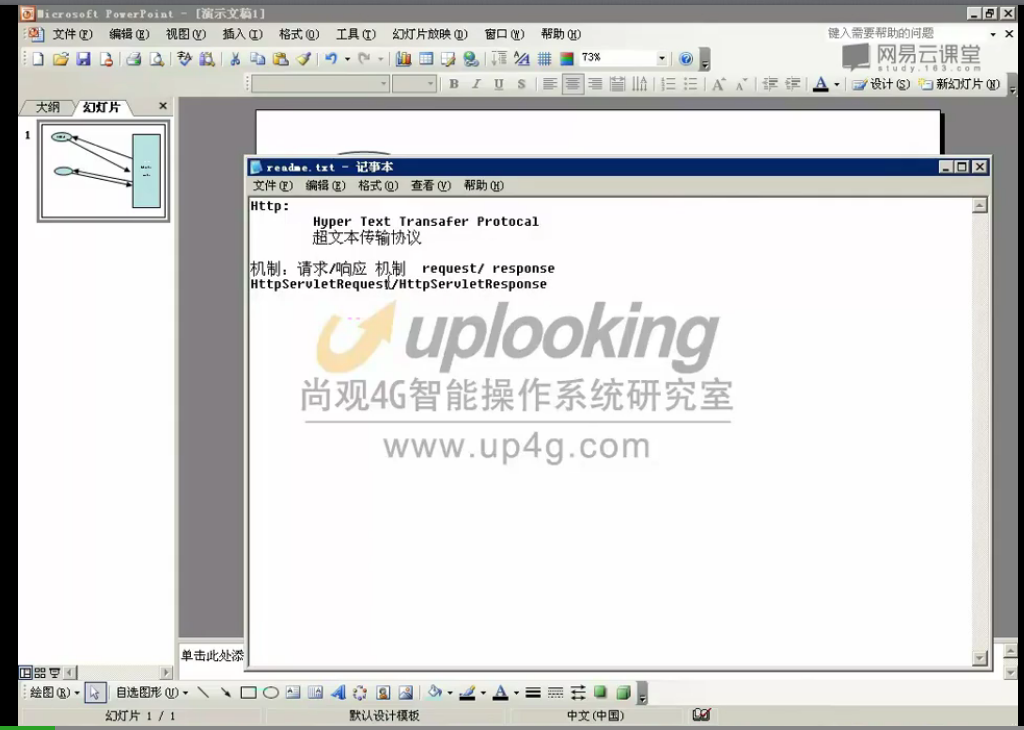 Microsoft PowerPoint - [演示文稿1]
文件(F) 编辑(E) 视图(V) 插入(I) 格式(O) 工具(T) 幻灯片放映(D) 窗口(W) 帮助(H) 键入需要帮助的问题
网易云课堂
study.163.com
73%
B I U S A A A 设计(S) 新幻灯片(N)
大纲 幻灯片
1
readme.txt - 记事本
文件(F) 编辑(E) 格式(O) 查看(V) 帮助(H)
Http:
Hyper Text Transafer Protocal
超文本传输协议
机制：请求/响应 机制 request/ response
HttpServletRequest/HttpServletResponse
uplooking
尚观4G智能操作系统研究室
www.up4g.com
单击此处添
绘图(R) 自选图形(U)
幻灯片 1 / 1 默认设计模板 中文(中国)